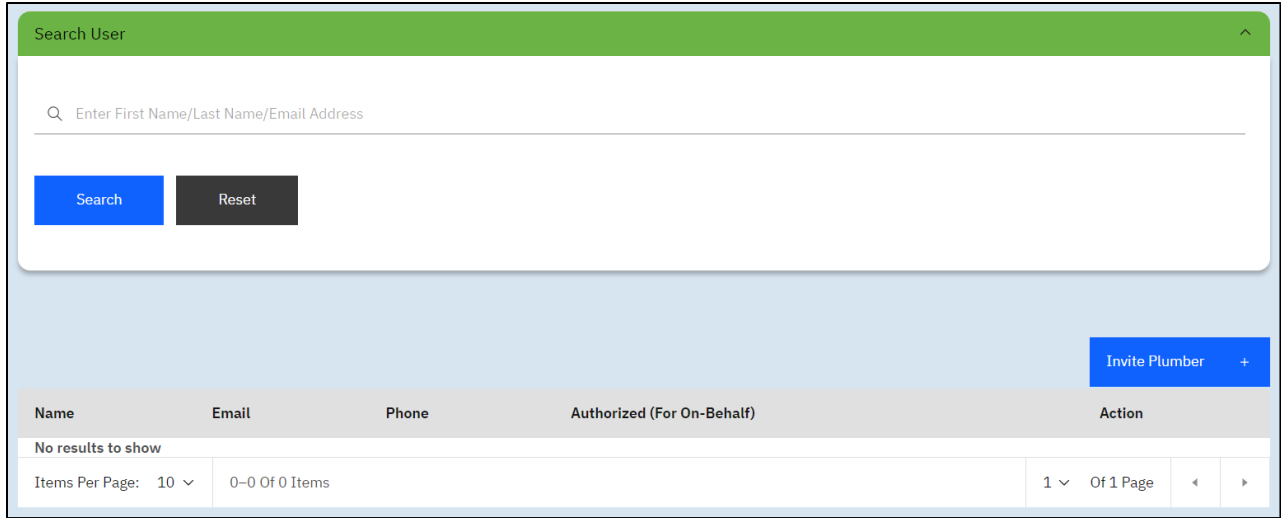 Search User
Enter First Name/Last Name/Email Address
Search Reset
Invite Plumber +
Name Email Phone Authorized (For On-Behalf) Action
No results to show
Items Per Page: 10 0–0 Of 0 Items 1 Of 1 Page